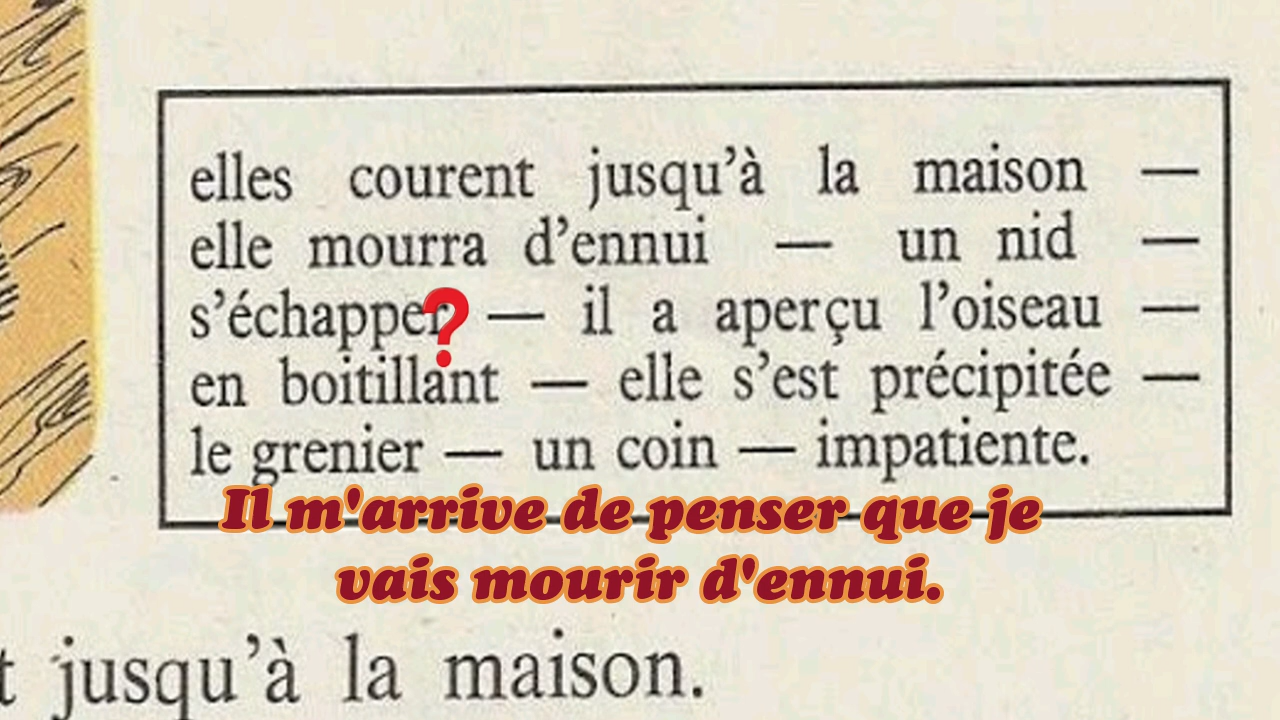 elles courent jusqu'à la maison —
elle mourra d'ennui — un nid —
s'échapper — il a aperçu l'oiseau —
en boitillant — elle s'est précipitée —
le grenier — un coin — impatiente.
Il m'arrive de penser que je
vais mourir d'ennui.
t jusqu'à la maison.